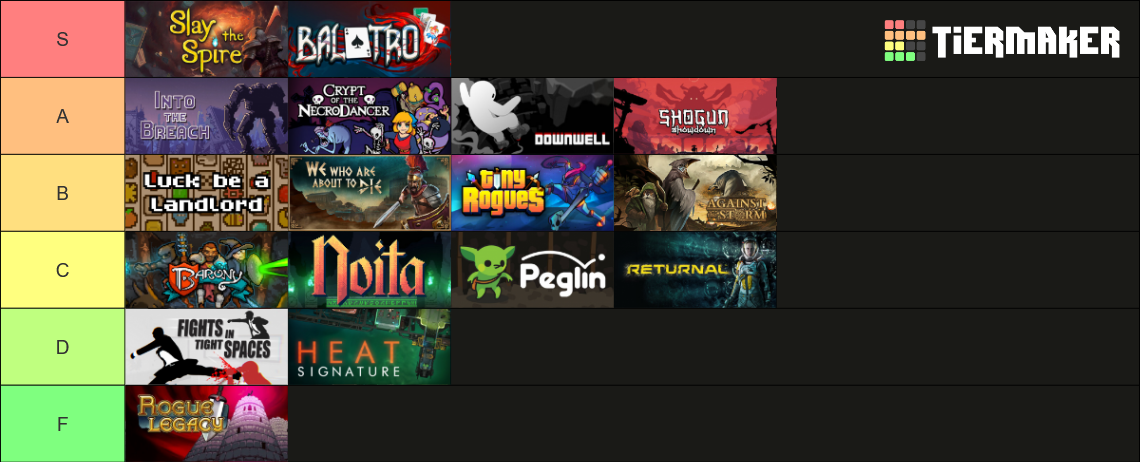 S
Slay
the
Spire
BALATRO
TiERMAKER
A
INTO
THE
BREACH
CRYPT
OF THE
NECRODANCER
DOWNWELL
SHOGUN
showdown
B
Luck be a
Landlord
WE WHO ARE
ABOUT TO DIE
tiny
Rogues
AGAINST
THE STORM
C
BARONY
Noita
Peglin
RETURNAL
D
FIGHTS IN
TIGHT SPACES
HEAT
SIGNATURE
F
ROGUE
LEGACY